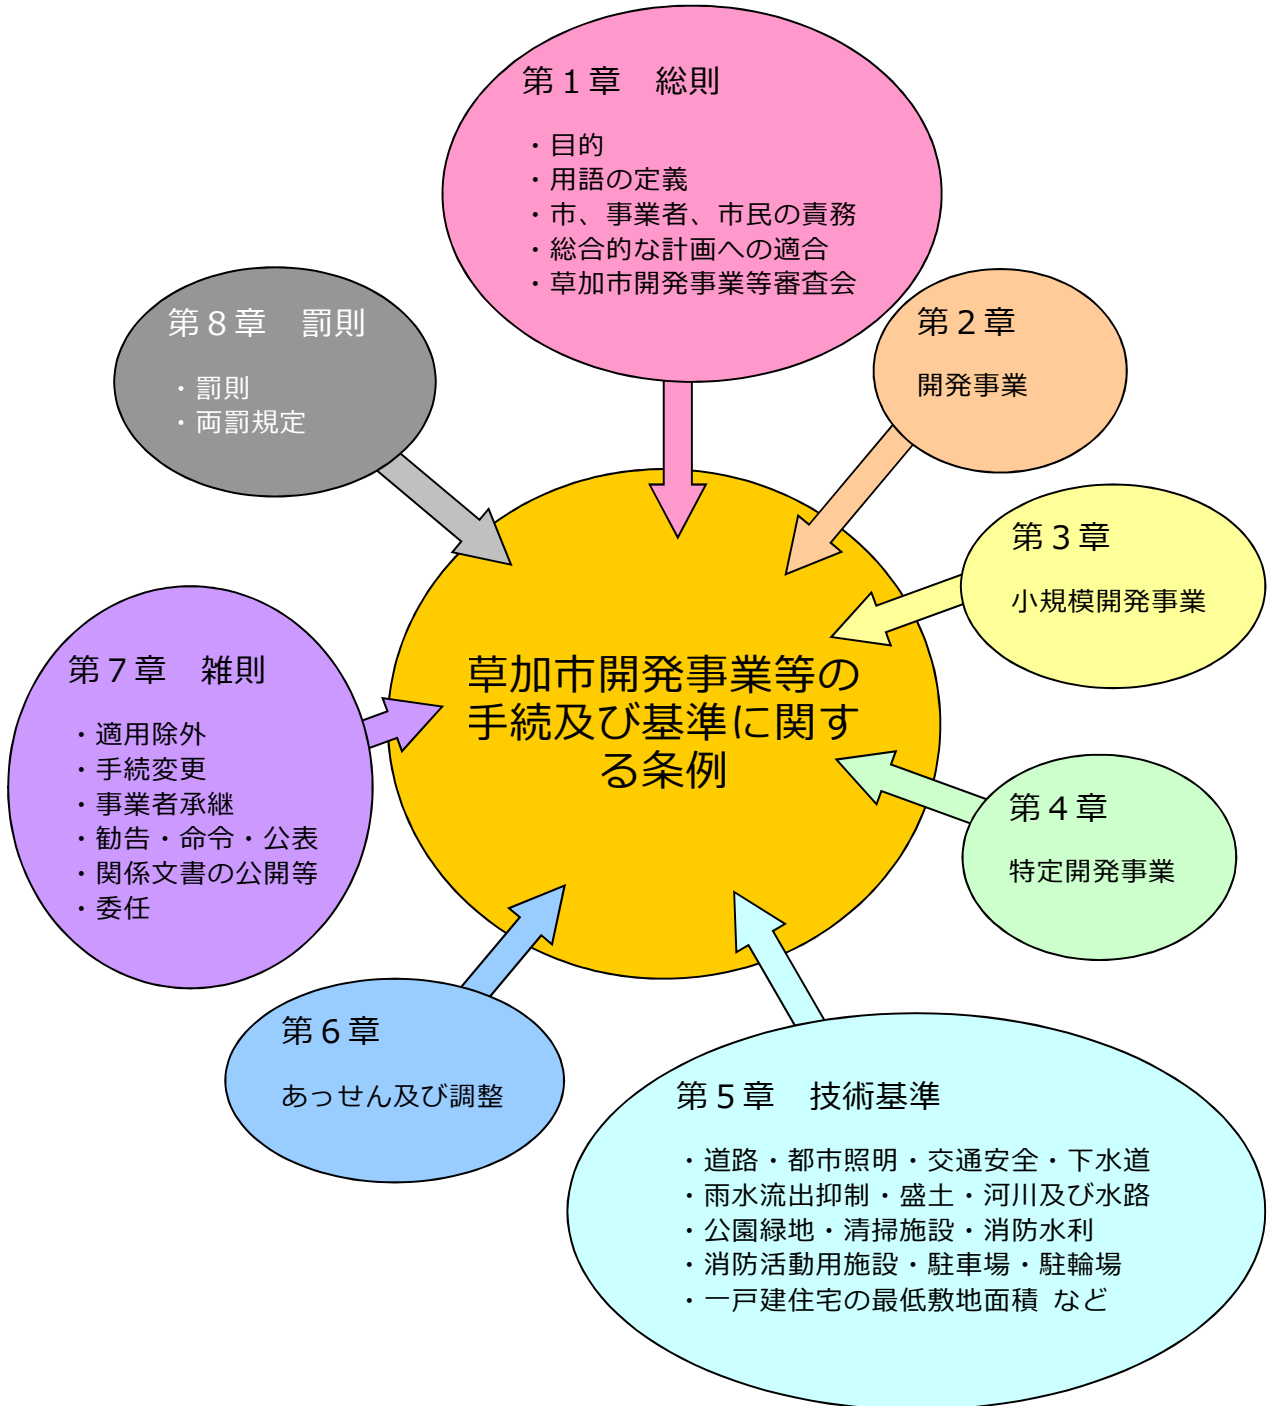 第１章　総則
・目的
・用語の定義
・市、事業者、市民の責務
・総合的な計画への適合
・草加市開発事業等審査会
第２章
開発事業
第３章
小規模開発事業
第４章
特定開発事業
第５章　技術基準
・道路・都市照明・交通安全・下水道
・雨水流出抑制・盛土・河川及び水路
・公園緑地・清掃施設・消防水利
・消防活動用施設・駐車場・駐輪場
・一戸建住宅の最低敷地面積 など
第６章
あっせん及び調整
第７章　雑則
・適用除外
・手続変更
・事業者承継
・勧告・命令・公表
・関係文書の公開等
・委任
第８章　罰則
・罰則
・両罰規定
草加市開発事業等の
手続及び基準に関す
る条例